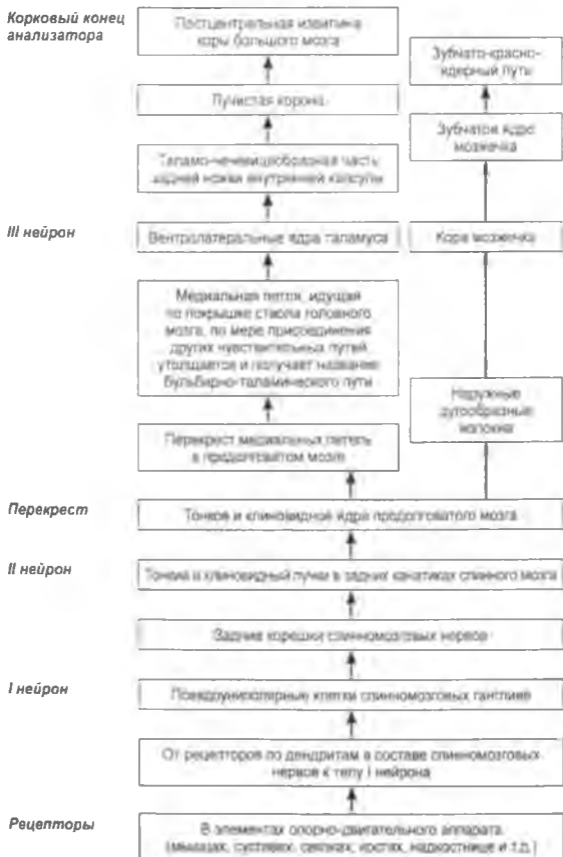 Корковый конец
анализатора
Постцентральная извилина
коры большого мозга
Зубчато-красно-
ядерный путь
Лучистая корона
Зубчатое ядро
мозжечка
Таламо-чечевицеобразная часть
задней ножки внутренней капсулы
III нейрон
Вентролатеральные ядра таламуса
Кора мозжечка
Медиальная петля, идущая
по покрышке ствола головного
мозга, по мере присоединения
других чувствительных путей
утолщается и получает название
бульбарно-таламического пути
Наружные
дугообразные
волокна
Перекрест медиальных петель
в продолговатом мозге
Перекрест
Тонкое и клиновидное ядра продолговатого мозга
II нейрон
Тонкий и клиновидный пучки в задних канатиках спинного мозга
Задние корешки спинномозговых нервов
I нейрон
Псевдоуниполярные клетки спинномозговых ганглиев
От рецепторов по дендритам в составе спинномозговых
нервов к телу I нейрона
Рецепторы
В элементах опорно-двигательного аппарата
(мышцах, суставах, связках, костях, надкостнице и т.д.)